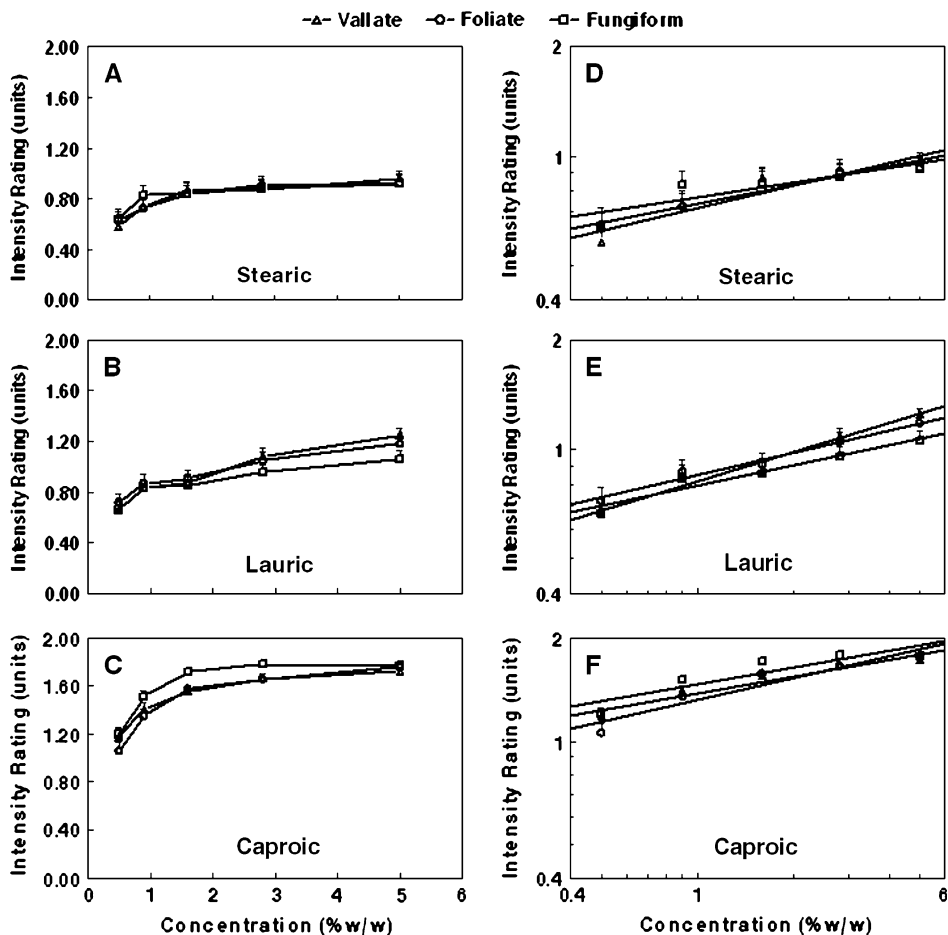 Vallate Foliate Fungiform
A
Intensity Rating (units)
2.00
1.60
1.20
0.80
0.40
0.00
Stearic
D
Intensity Rating (units)
2
1
0.4
Stearic
B
Intensity Rating (units)
2.00
1.60
1.20
0.80
0.40
0.00
Lauric
E
Intensity Rating (units)
2
1
0.4
Lauric
C
Intensity Rating (units)
2.00
1.60
1.20
0.80
0.40
0.00
Caproic
0 1 2 3 4 5 6
Concentration (%w/w)
F
Intensity Rating (units)
2
1
0.4
Caproic
0.4 1 6
Concentration (%w/w)